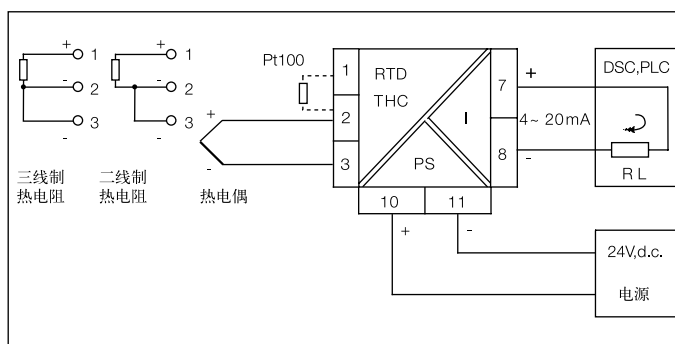 + 1
- 2
3
-
三线制
热电阻
+ 1
- 2
3
-
二线制
热电阻
Pt100
+
-
热电偶
1
2
3
RTD
THC
I
PS
7
8
10
11
+
4~ 20mA
-
DSC,PLC
R L
+
-
24V,d.c.
电源